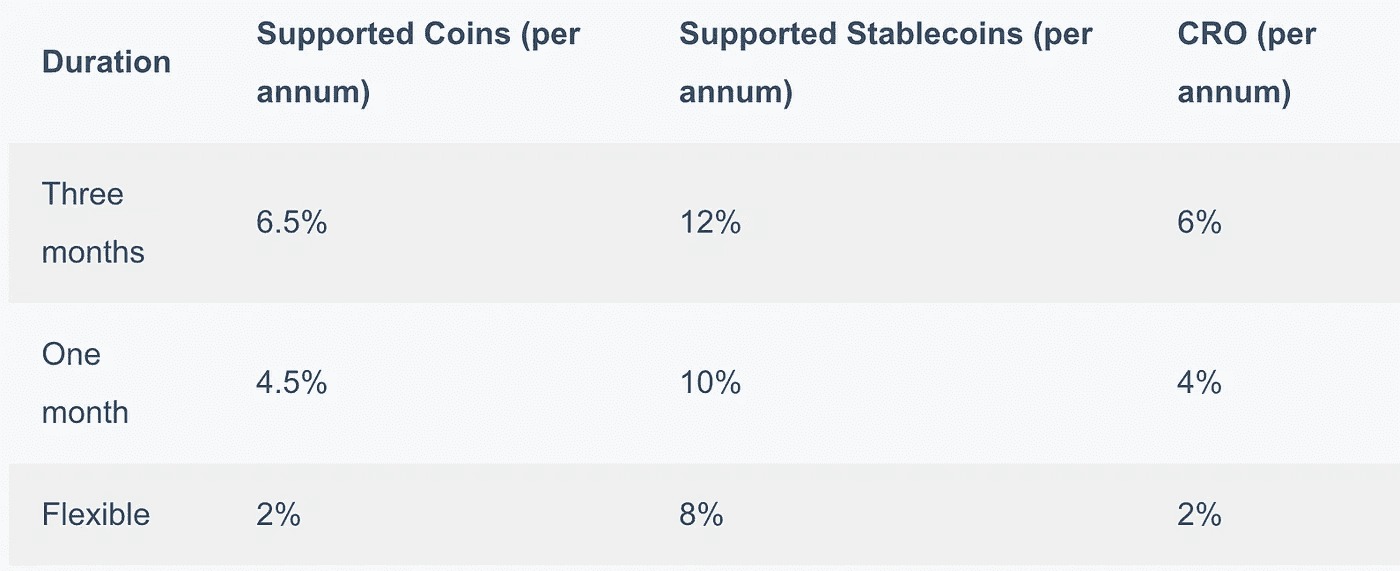 Duration
Supported Coins (per
annum)
Supported Stablecoins (per
annum)
CRO (per
annum)
Three
months
6.5%
12%
6%
One
month
4.5%
10%
4%
Flexible
2%
8%
2%